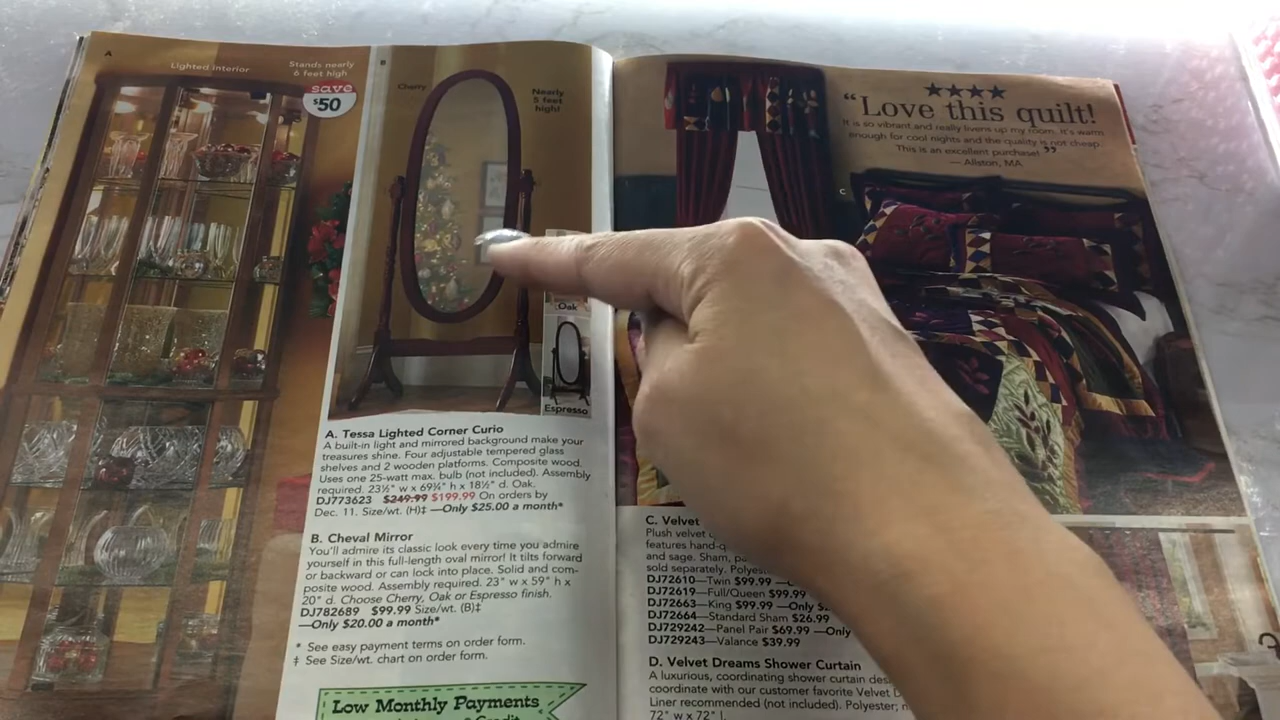 A
Lighted interior
Stands nearly
6 feet high
save
$50
B
Cherry
Nearly
5 feet
high!
Oak
Espresso
A. Tessa Lighted Corner Curio
A built-in light and mirrored background make your
treasures shine. Four adjustable tempered glass
shelves and 2 wooden platforms. Composite wood.
Uses one 25-watt max. bulb (not included). Assembly
required. 23½" w x 69¾" h x 18½" d. Oak.
DJ773623 $249.99 $199.99 On orders by
Dec. 11. Size/wt. (H)‡ —Only $25.00 a month*
B. Cheval Mirror
You'll admire its classic look every time you admire
yourself in this full-length oval mirror! It tilts forward
or backward or can lock into place. Solid and com-
posite wood. Assembly required. 23" w x 59" h x
20" d. Choose Cherry, Oak or Espresso finish.
DJ782689 $99.99 Size/wt. (B)‡
—Only $20.00 a month*
* See easy payment terms on order form.
‡ See Size/wt. chart on order form.
Low Monthly Payments
Credit
★★★★
“Love this quilt!
It is so vibrant and really livens up my room. It's warm
enough for cool nights and the quality is not cheap.
This is an excellent purchase!”
— Allston, MA
C
C. Velvet
Plush velvet
features hand-
and sage. Sham,
sold separately.
DJ72610—Twin $99.99
DJ72619—Full/Queen $99.99
DJ72663—King $99.99 —Only
DJ72664—Standard Sham $26.99
DJ729242—Panel Pair $69.99 —Only
DJ729243—Valance $39.99
D. Velvet Dreams Shower Curtain
A luxurious, coordinating shower curtain
coordinate with our customer favorite Velvet
Liner recommended (not included). Polyester;
72" w x 72" l.